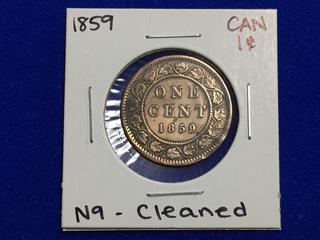 1859
CAN
1¢
ONE
CENT
1859
N9 - Cleaned